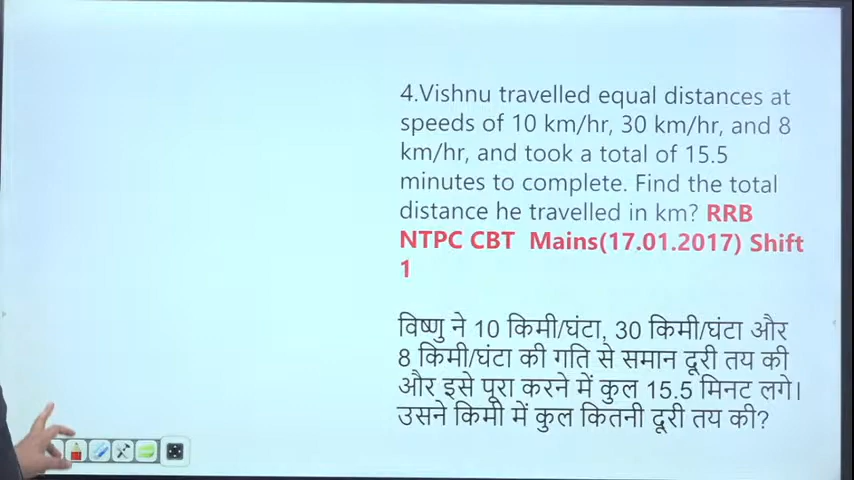 4.Vishnu travelled equal distances at
speeds of 10 km/hr, 30 km/hr, and 8
km/hr, and took a total of 15.5
minutes to complete. Find the total
distance he travelled in km? RRB
NTPC CBT Mains(17.01.2017) Shift
1
विष्णु ने 10 किमी/घंटा, 30 किमी/घंटा और
8 किमी/घंटा की गति से समान दूरी तय की
और इसे पूरा करने में कुल 15.5 मिनट लगे।
उसने किमी में कुल कितनी दूरी तय की?